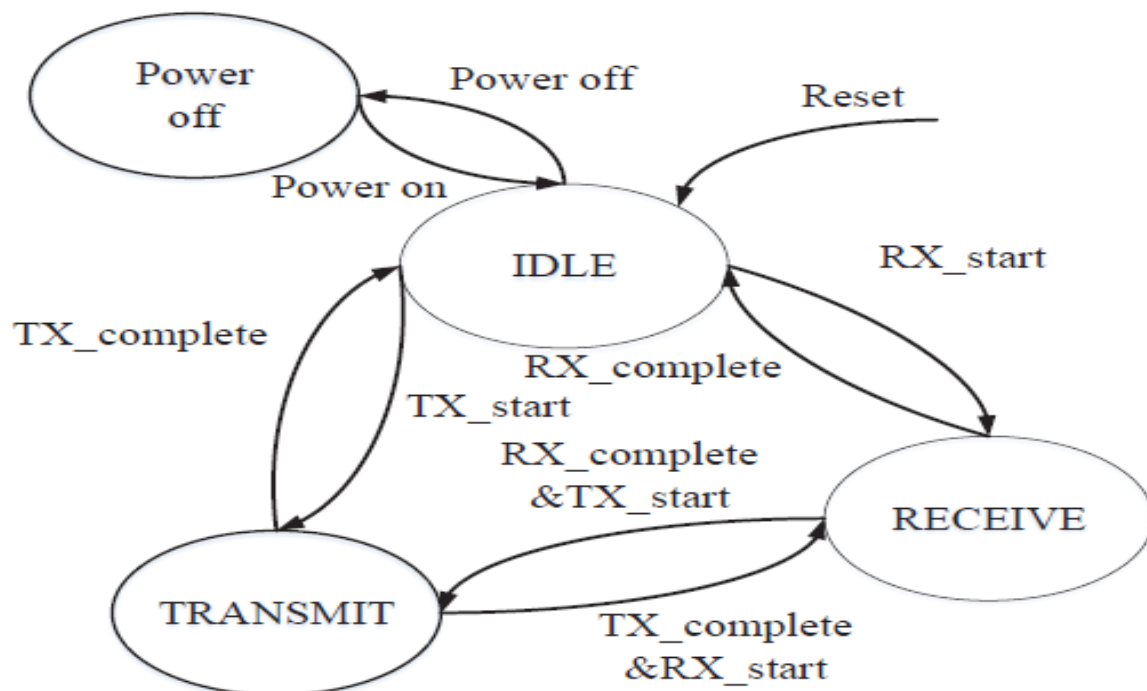 Power
off
Power off
Reset
Power on
IDLE
RX_start
TX_complete
RX_complete
TX_start
RX_complete
&TX_start
RECEIVE
TRANSMIT
TX_complete
&RX_start